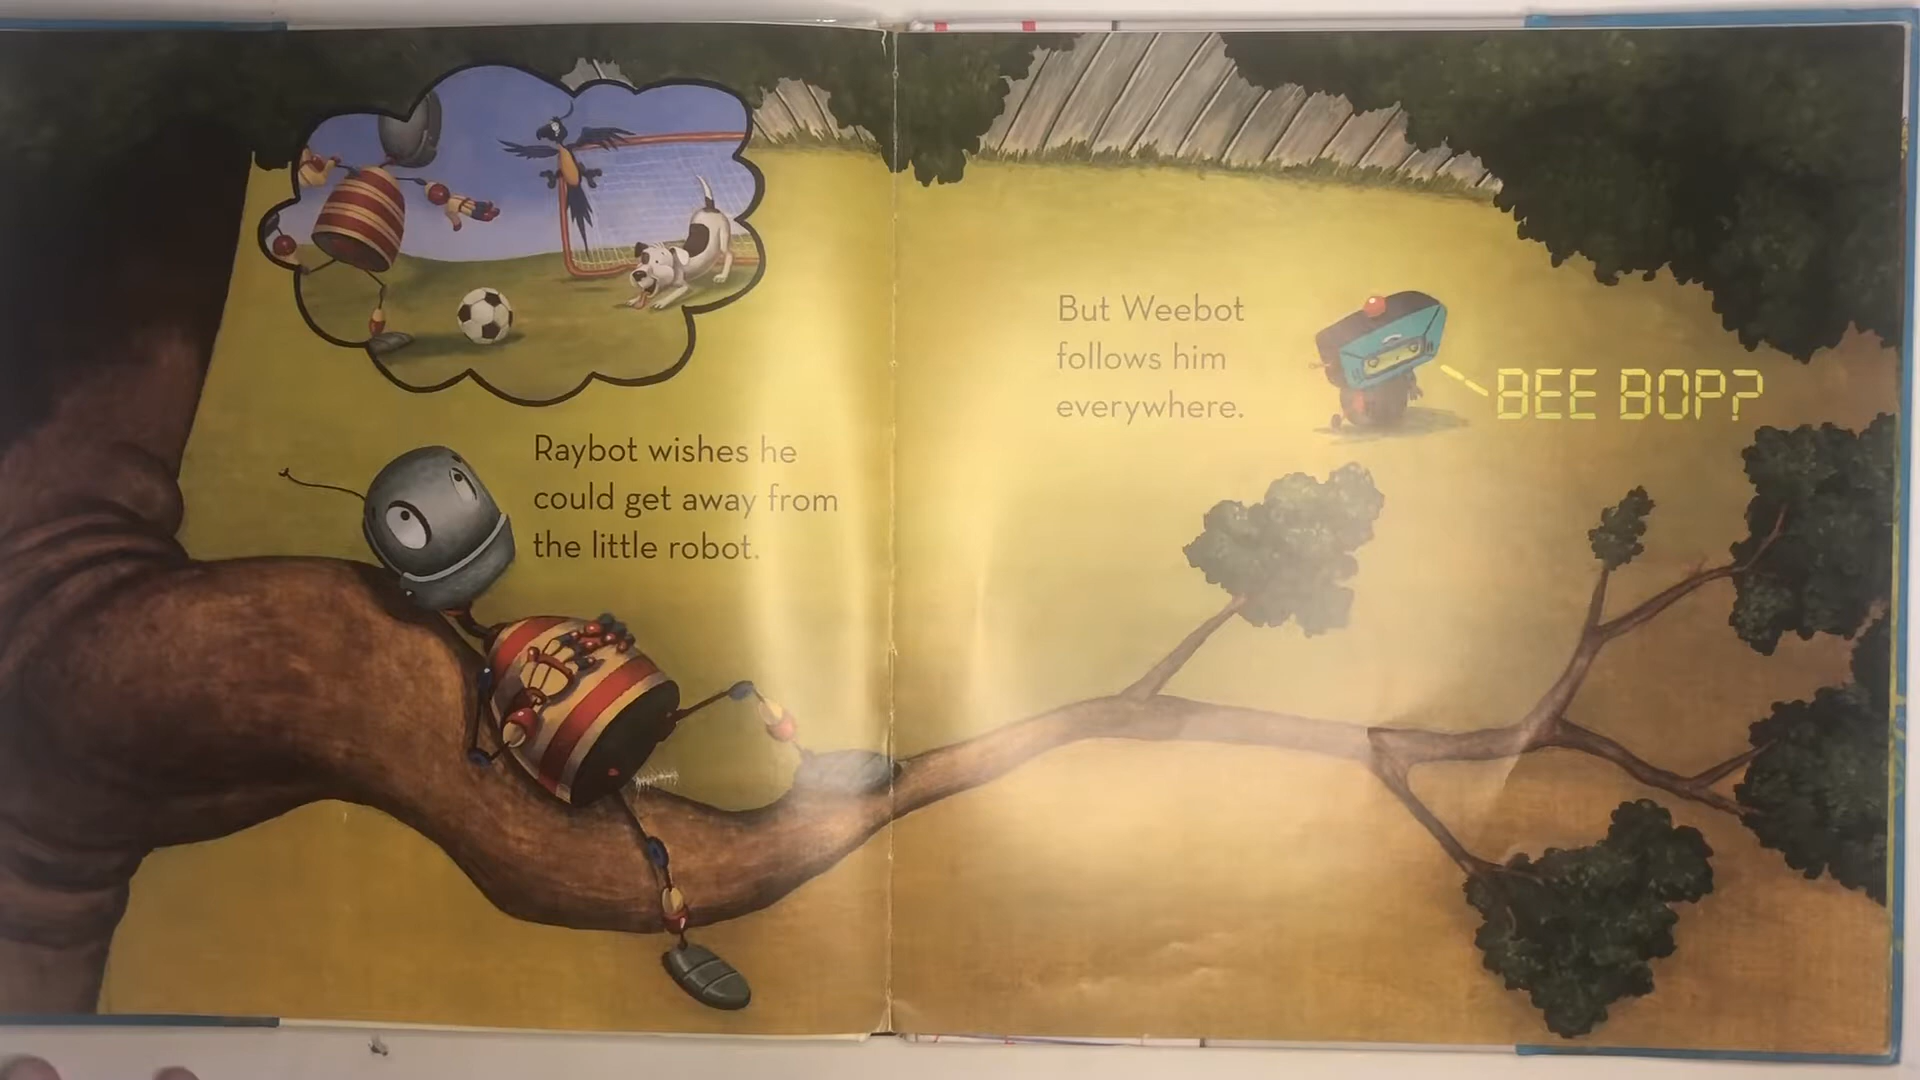 Raybot wishes he
could get away from
the little robot.
But Weebot
follows him
everywhere.
BEE BOP?